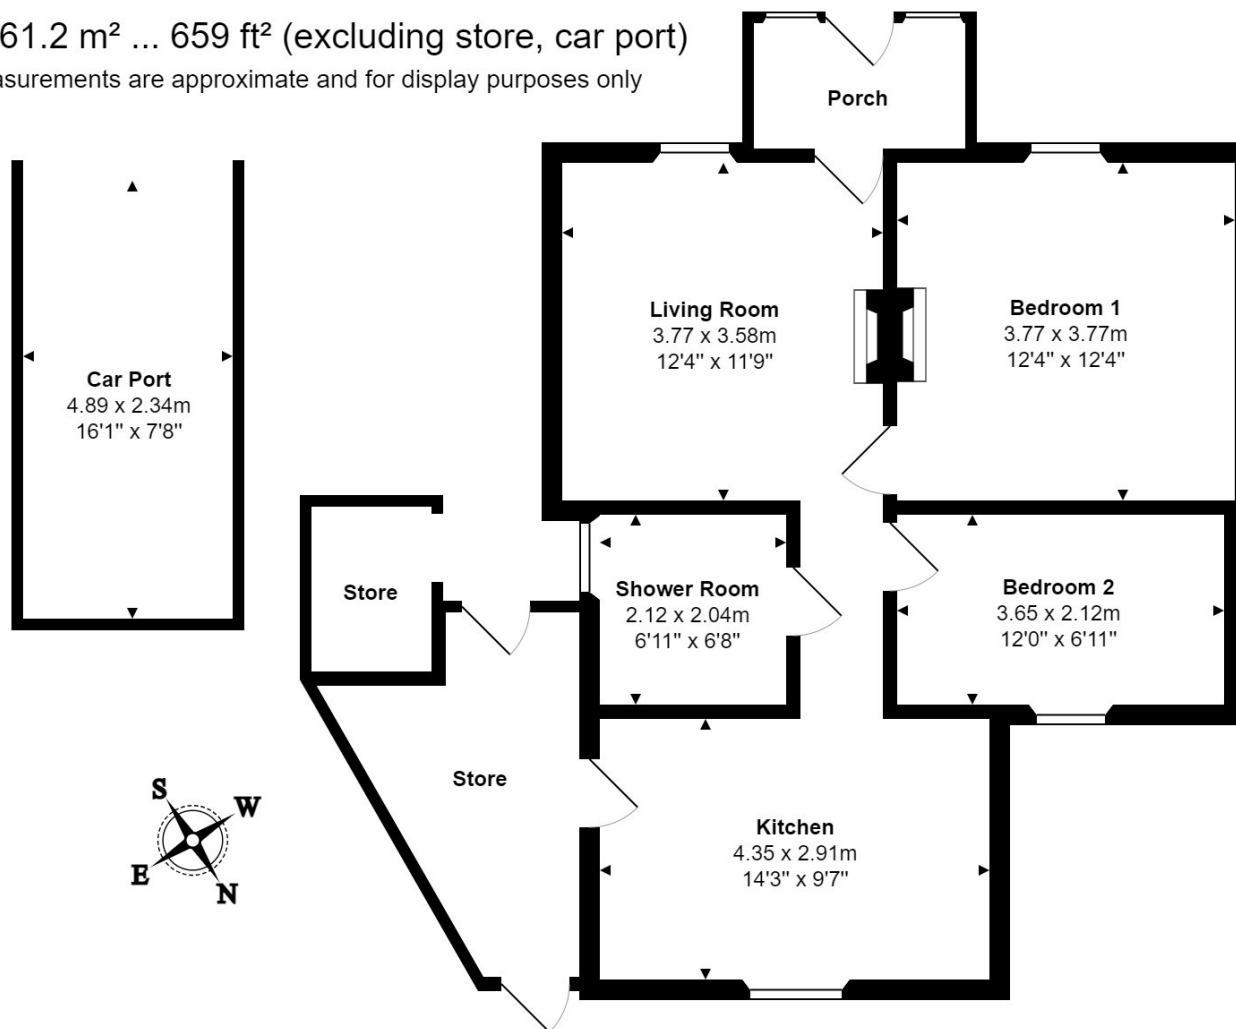 61.2 m² ... 659 ft² (excluding store, car port)
asurements are approximate and for display purposes only
Porch
Living Room
3.77 x 3.58m
12'4" x 11'9"
Bedroom 1
3.77 x 3.77m
12'4" x 12'4"
Car Port
4.89 x 2.34m
16'1" x 7'8"
Store
Shower Room
2.12 x 2.04m
6'11" x 6'8"
Bedroom 2
3.65 x 2.12m
12'0" x 6'11"
Store
Kitchen
4.35 x 2.91m
14'3" x 9'7"
S
W
E
N